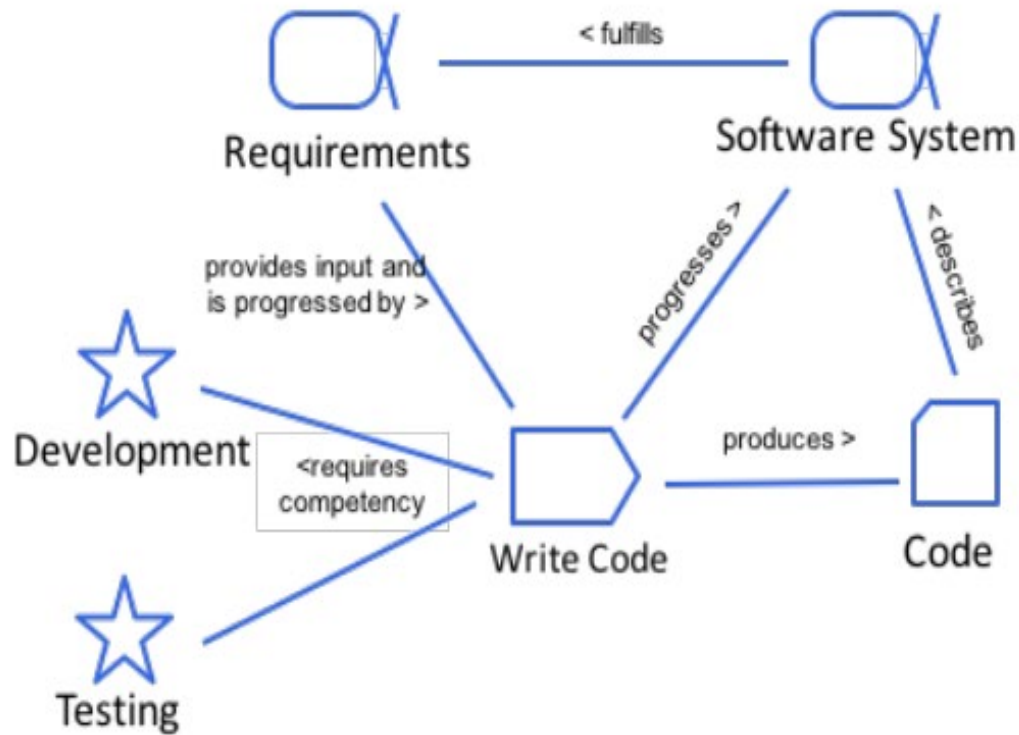 < fulfills
Requirements
Software System
provides input and
is progressed by >
progresses >
< describes
Development
<requires
competency
produces >
Write Code
Code
Testing